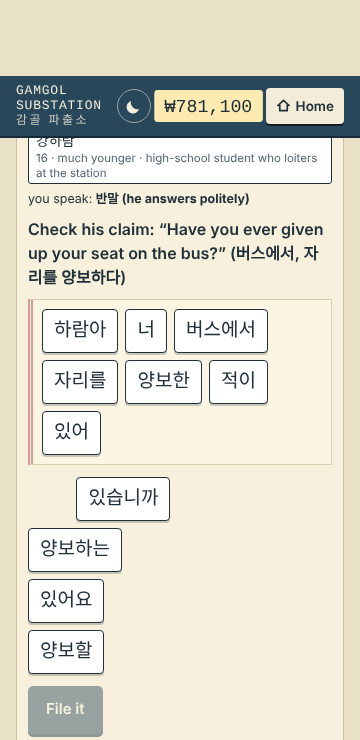 GAMGOL
SUBSTATION
감골 파출소
₩781,100
Home
강하람
16 · much younger · high-school student who loiters
at the station
you speak: 반말 (he answers politely)
Check his claim: “Have you ever given
up your seat on the bus?” (버스에서, 자
리를 양보하다)
하람아 너 버스에서
자리를 양보한 적이
있어
있습니까
양보하는
있어요
양보할
File it